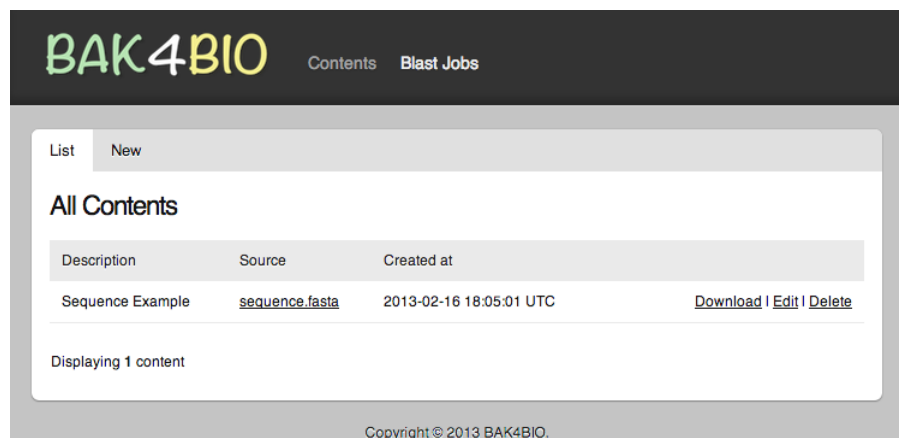 BAK4BIO Contents Blast Jobs
List New
All Contents
Description Source Created at
Sequence Example sequence.fasta 2013-02-16 18:05:01 UTC Download | Edit | Delete
Displaying 1 content
Copyright © 2013 BAK4BIO.